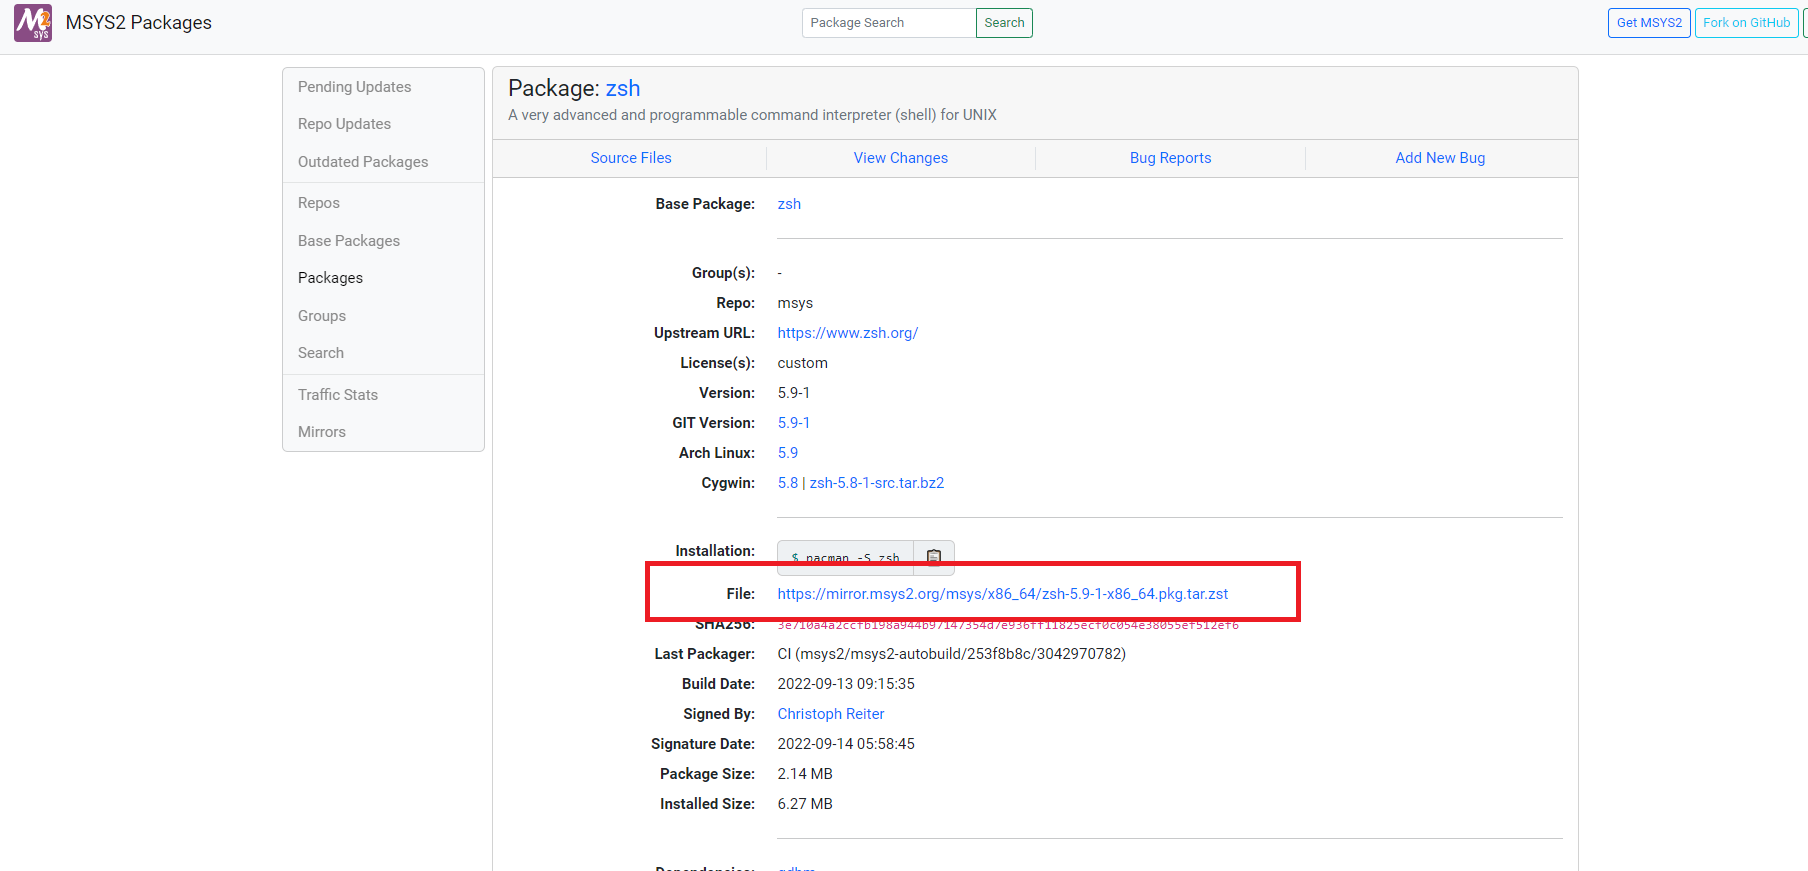 M2 sys MSYS2 Packages Package Search Search Get MSYS2 Fork on GitHub
Pending Updates
Repo Updates
Outdated Packages
Repos
Base Packages
Packages
Groups
Search
Traffic Stats
Mirrors
Package: zsh
A very advanced and programmable command interpreter (shell) for UNIX
Source Files View Changes Bug Reports Add New Bug
Base Package: zsh
Group(s): -
Repo: msys
Upstream URL: https://www.zsh.org/
License(s): custom
Version: 5.9-1
GIT Version: 5.9-1
Arch Linux: 5.9
Cygwin: 5.8 | zsh-5.8-1-src.tar.bz2
Installation: $ pacman -S zsh
File: https://mirror.msys2.org/msys/x86_64/zsh-5.9-1-x86_64.pkg.tar.zst
SHA256: 3e710a4a2ccfb198a944b97147354d7e936ff11825ecf0c054e38055ef512ef6
Last Packager: CI (msys2/msys2-autobuild/253f8b8c/3042970782)
Build Date: 2022-09-13 09:15:35
Signed By: Christoph Reiter
Signature Date: 2022-09-14 05:58:45
Package Size: 2.14 MB
Installed Size: 6.27 MB
Dependencies: gdbm